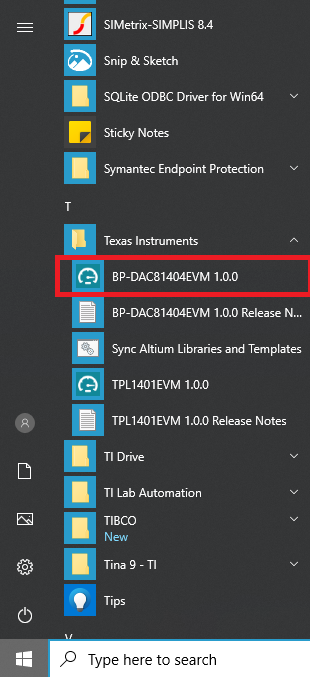 SIMetrix-SIMPLIS 8.4
Snip & Sketch
SQLite ODBC Driver for Win64
Sticky Notes
Symantec Endpoint Protection
T
Texas Instruments
BP-DAC81404EVM 1.0.0
BP-DAC81404EVM 1.0.0 Release N...
Sync Altium Libraries and Templates
TPL1401EVM 1.0.0
TPL1401EVM 1.0.0 Release Notes
TI Drive
TI Lab Automation
TIBCO
New
Tina 9 - TI
Tips
V
Type here to search